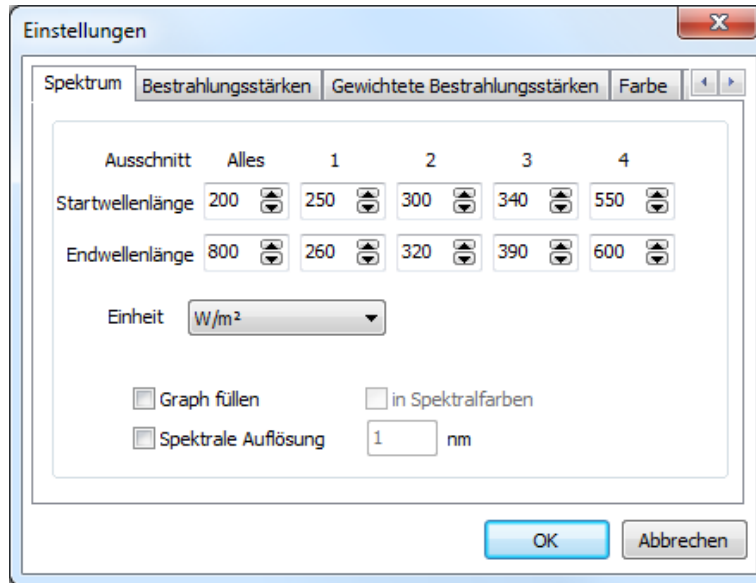 Einstellungen
Spektrum Bestrahlungsstärken Gewichtete Bestrahlungsstärken Farbe
Ausschnitt Alles 1 2 3 4
Startwellenlänge 200 250 300 340 550
Endwellenlänge 800 260 320 390 600
Einheit W/m²
Graph füllen in Spektralfarben
Spektrale Auflösung 1 nm
OK Abbrechen